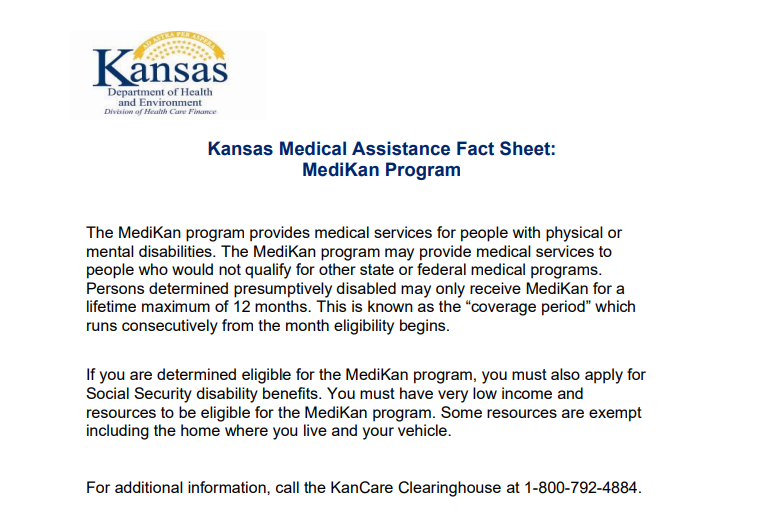 AD ASTRA PER ASPERA
Kansas
Department of Health
and Environment
Division of Health Care Finance
Kansas Medical Assistance Fact Sheet:
MediKan Program
The MediKan program provides medical services for people with physical or
mental disabilities. The MediKan program may provide medical services to
people who would not qualify for other state or federal medical programs.
Persons determined presumptively disabled may only receive MediKan for a
lifetime maximum of 12 months. This is known as the “coverage period” which
runs consecutively from the month eligibility begins.
If you are determined eligible for the MediKan program, you must also apply for
Social Security disability benefits. You must have very low income and
resources to be eligible for the MediKan program. Some resources are exempt
including the home where you live and your vehicle.
For additional information, call the KanCare Clearinghouse at 1-800-792-4884.